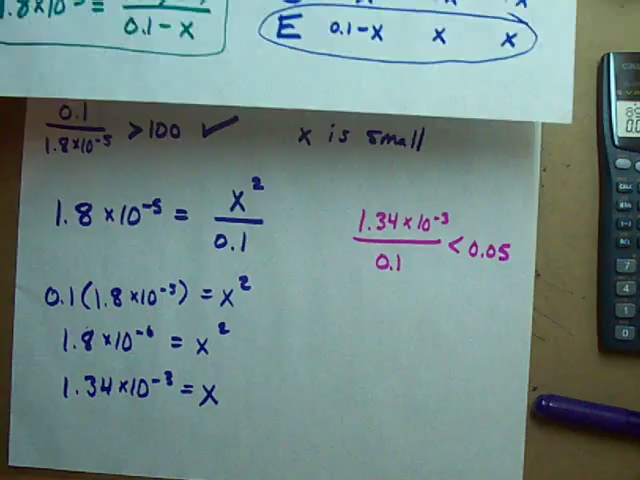 1.8×10⁻⁵ =
0.1 - x
E 0.1-x x x
0.1 / 1.8×10⁻⁵ > 100 ✓ x is small
1.8 × 10⁻⁵ = x² / 0.1
1.34 × 10⁻³ / 0.1 < 0.05
0.1 (1.8 × 10⁻⁵) = x²
1.8 × 10⁻⁶ = x²
1.34 × 10⁻³ = x